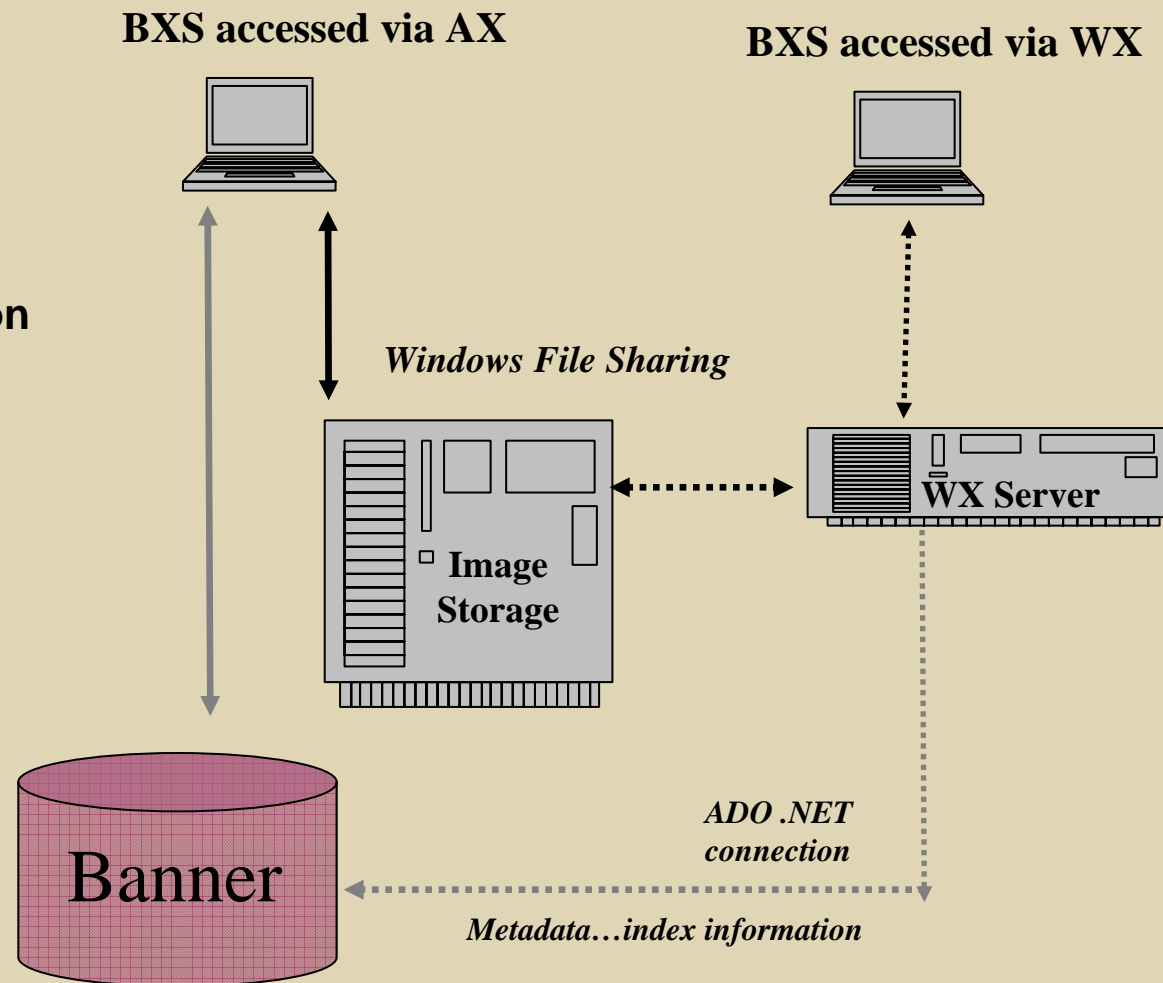 BXS accessed via AX
BXS accessed via WX
on
Windows File Sharing
WX Server
Image
Storage
ADO .NET
connection
Banner
Metadata…index information